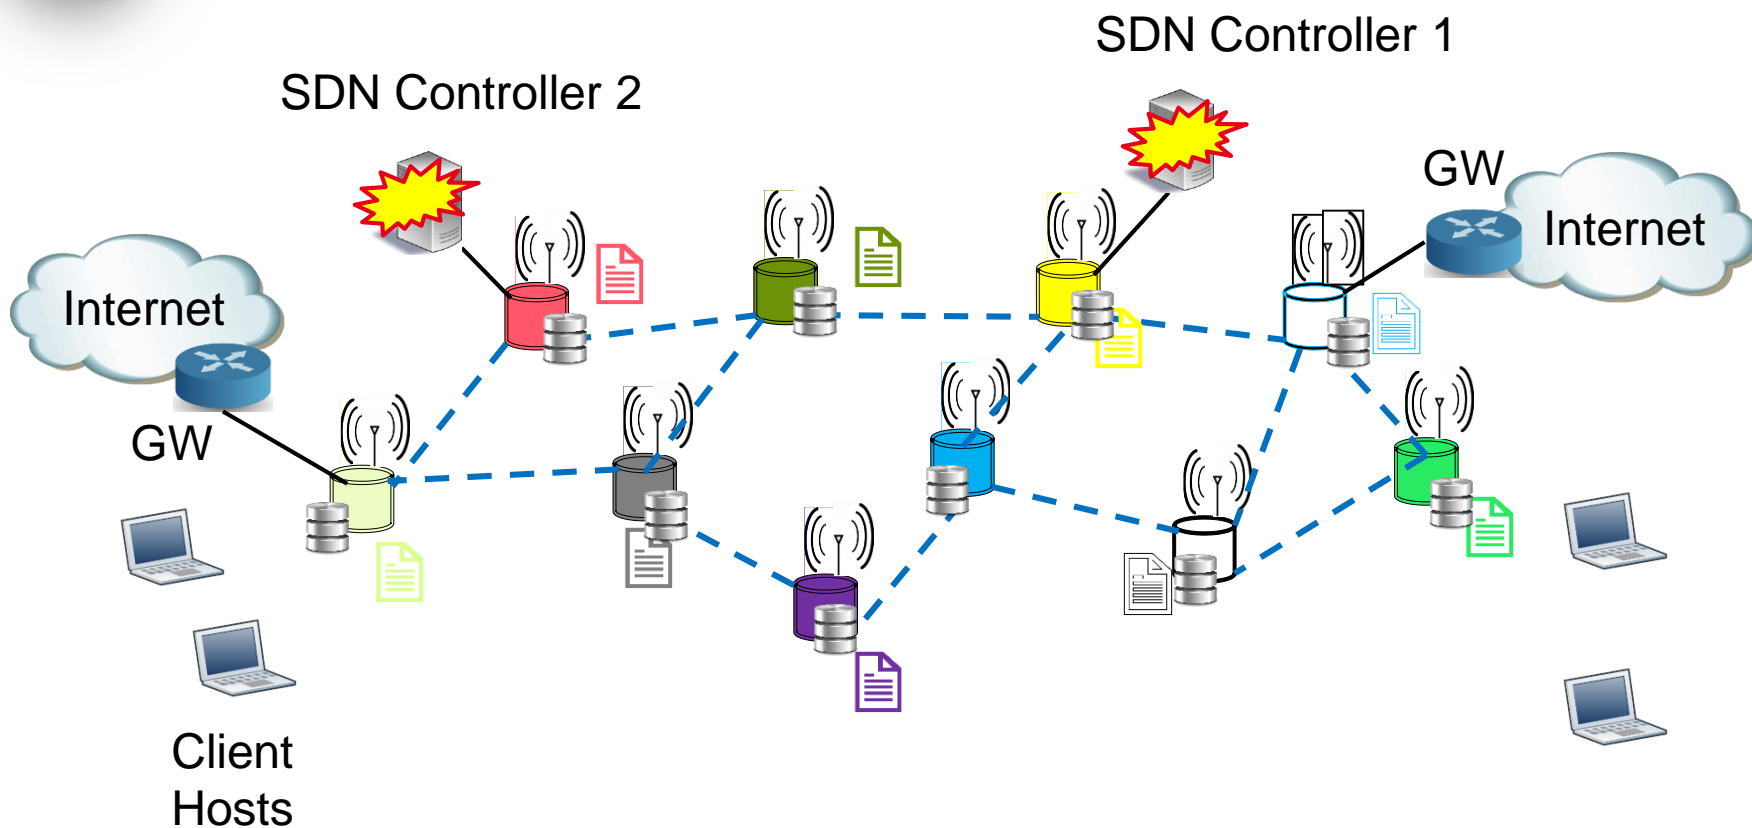 SDN Controller 1
SDN Controller 2
GW
Internet
Internet
GW
Client
Hosts